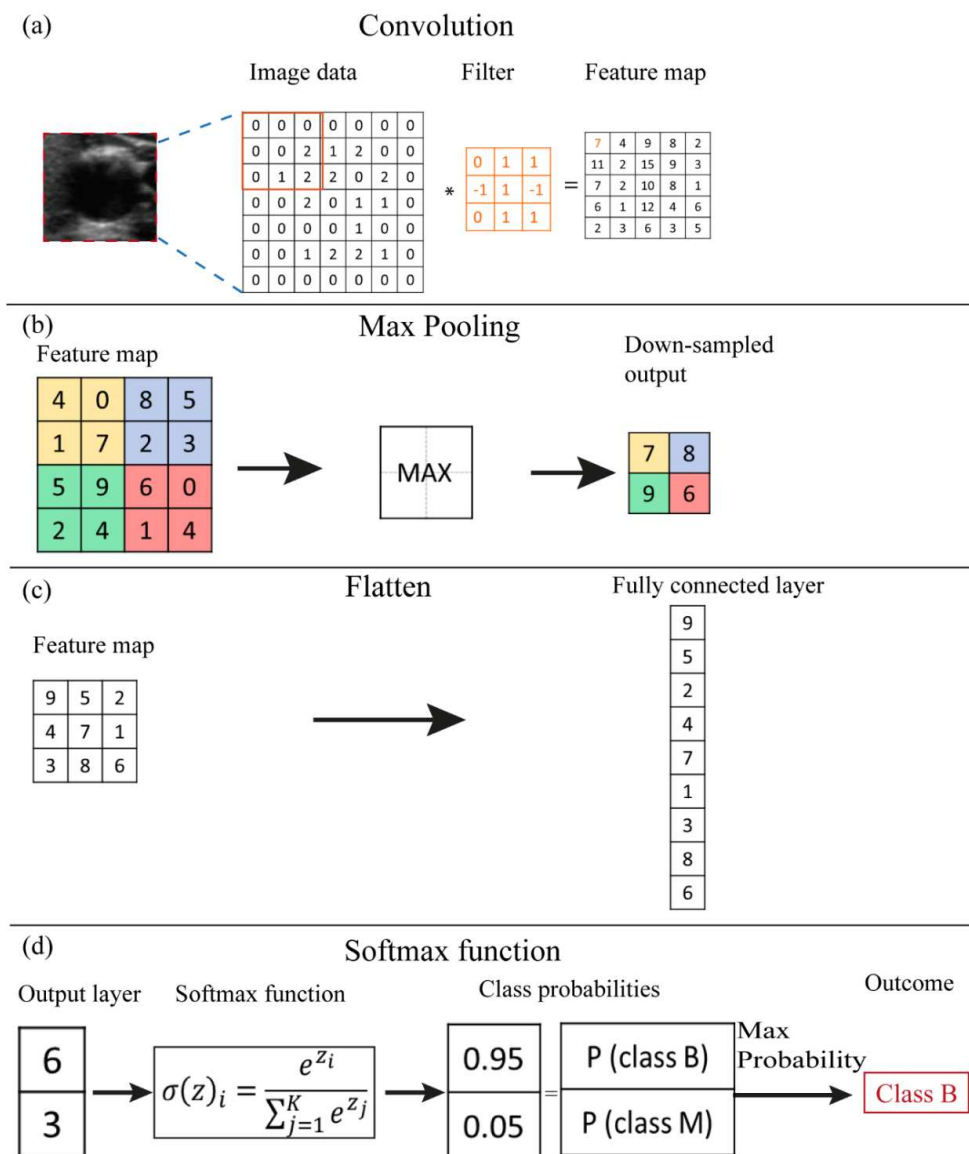 (a)
Convolution
Image data Filter Feature map
0 0 0 0 0 0 0
0 0 2 1 2 0 0
0 1 2 2 0 2 0
0 0 2 0 1 1 0
0 0 0 0 1 0 0
0 0 1 2 2 1 0
0 0 0 0 0 0 0
*
0 1 1
-1 1 -1
0 1 1
=
7 4 9 8 2
11 2 15 9 3
7 2 10 8 1
6 1 12 4 6
2 3 6 3 5
(b)
Max Pooling
Feature map
4 0 8 5
1 7 2 3
5 9 6 0
2 4 1 4
MAX
Down-sampled
output
7 8
9 6
(c)
Flatten
Feature map
9 5 2
4 7 1
3 8 6
Fully connected layer
9
5
2
4
7
1
3
8
6
(d)
Softmax function
Output layer Softmax function Class probabilities Outcome
6
3
σ(z)i = e^zi / ∑j=1^K e^zj
0.95
0.05
=
P (class B)
P (class M)
Max
Probability
Class B